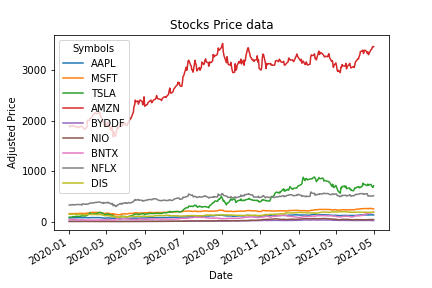 Stocks Price data
Symbols
AAPL
MSFT
TSLA
AMZN
BYDDF
NIO
BNTX
NFLX
DIS
Adjusted Price
3000
2000
1000
0
2020-01
2020-03
2020-05
2020-07
2020-09
2020-11
2021-01
2021-03
2021-05
Date